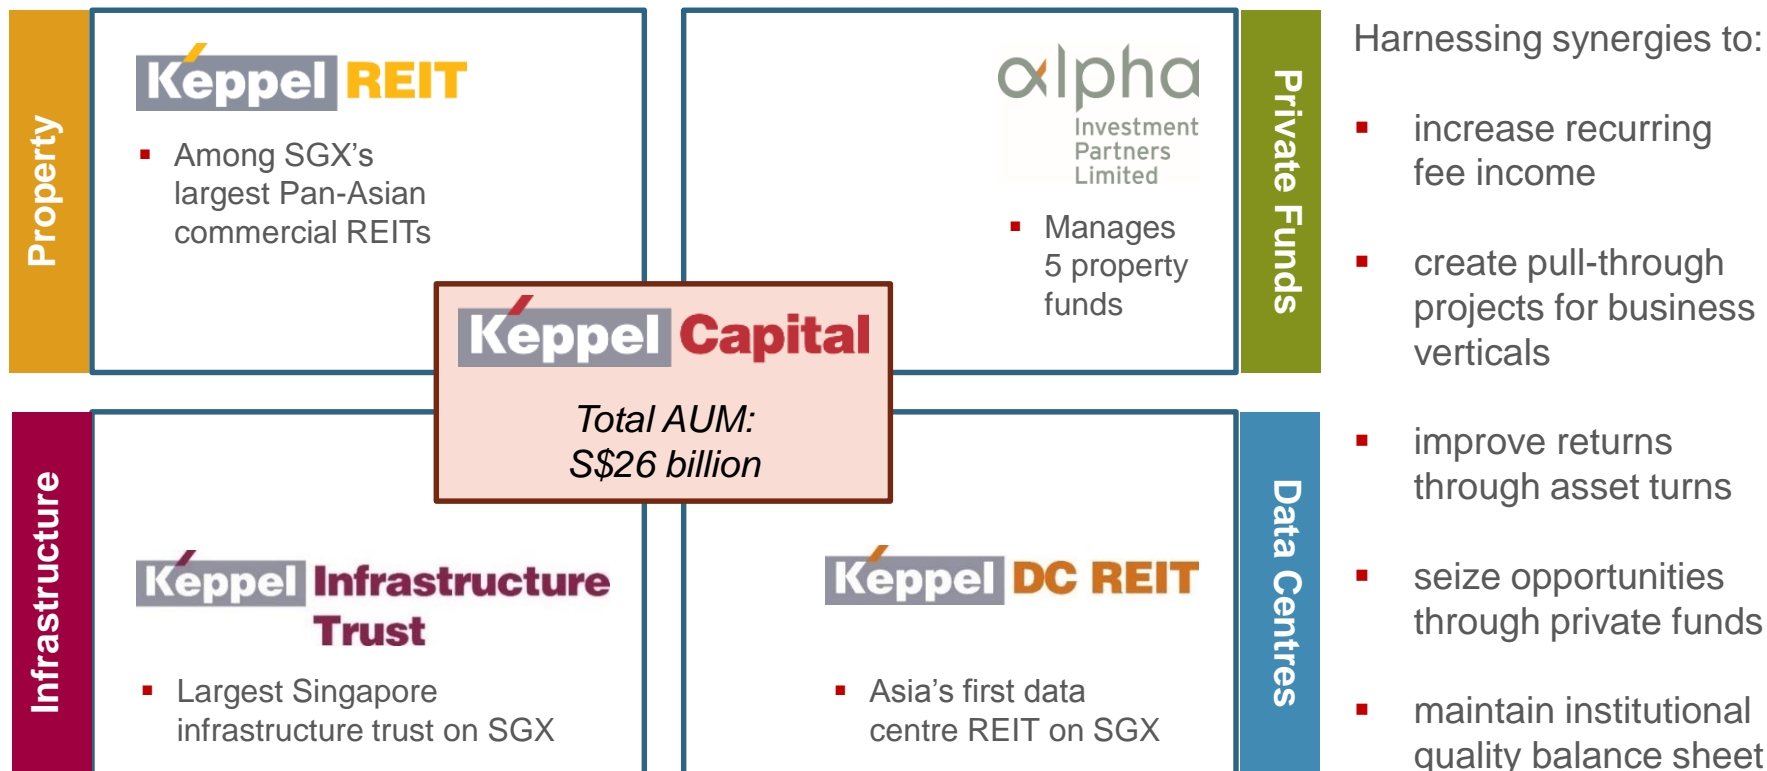 Property
Keppel REIT
Among SGX's
largest Pan-Asian
commercial REITs
alpha
Investment
Partners
Limited
Manages
5 property
funds
Private Funds
Keppel Capital
Total AUM:
S$26 billion
Infrastructure
Keppel Infrastructure
Trust
Largest Singapore
infrastructure trust on SGX
Keppel DC REIT
Asia's first data
centre REIT on SGX
Data Centres
Harnessing synergies to:
increase recurring
fee income
create pull-through
projects for business
verticals
improve returns
through asset turns
seize opportunities
through private funds
maintain institutional
quality balance sheet